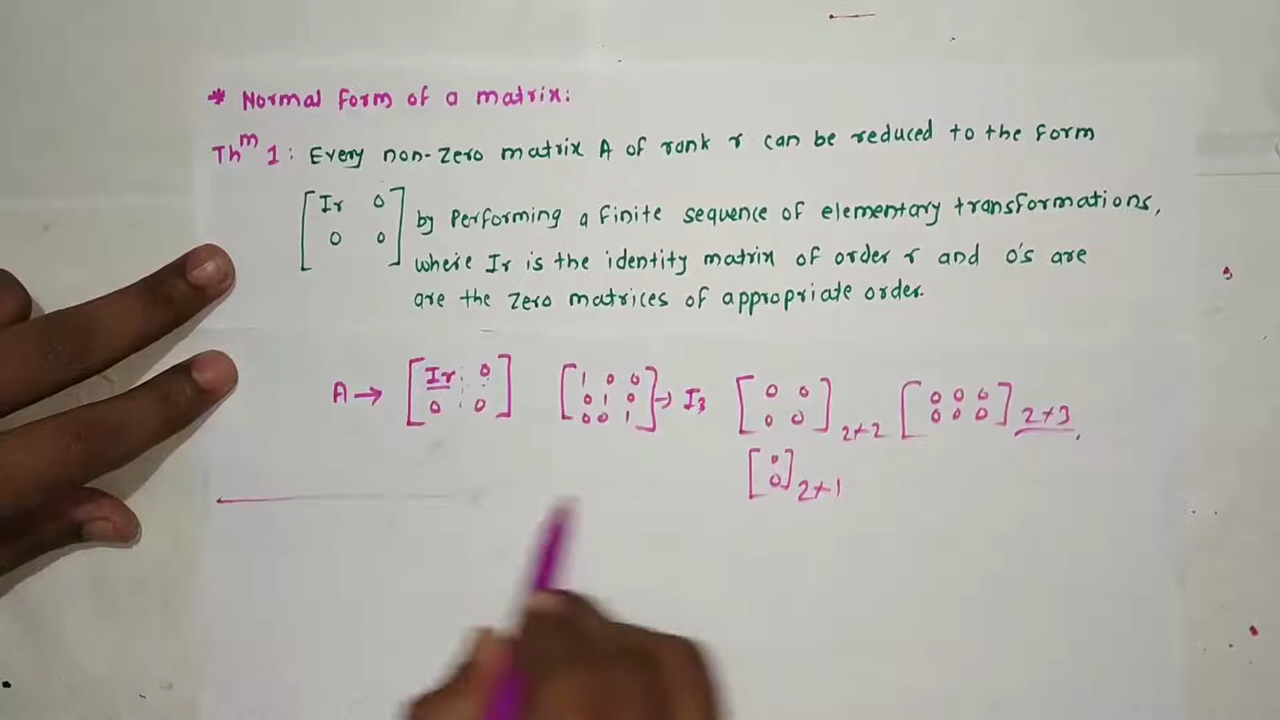 * Normal Form of a matrix:
Thm 1: Every non-zero matrix A of rank r can be reduced to the form
[Ir 0
0 0] by Performing a finite sequence of elementary transformations,
where Ir is the identity matrix of order r and 0's are
are the zero matrices of appropriate order.
A → [Ir 0
0 0] [1 0 0
0 1 0
0 0 1] → I3 [0 0
0 0] 2×2 [0 0 0
0 0 0] 2×3,
[0
0] 2×1